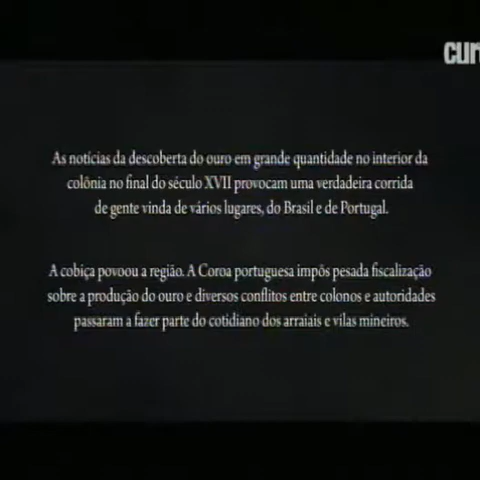 cur
As notícias da descoberta do ouro em grande quantidade no interior da
colônia no final do século XVII provocam uma verdadeira corrida
de gente vinda de vários lugares, do Brasil e de Portugal.
A cobiça povoou a região. A Coroa portuguesa impôs pesada fiscalização
sobre a produção do ouro e diversos conflitos entre colonos e autoridades
passaram a fazer parte do cotidiano dos arraiais e vilas mineiros.